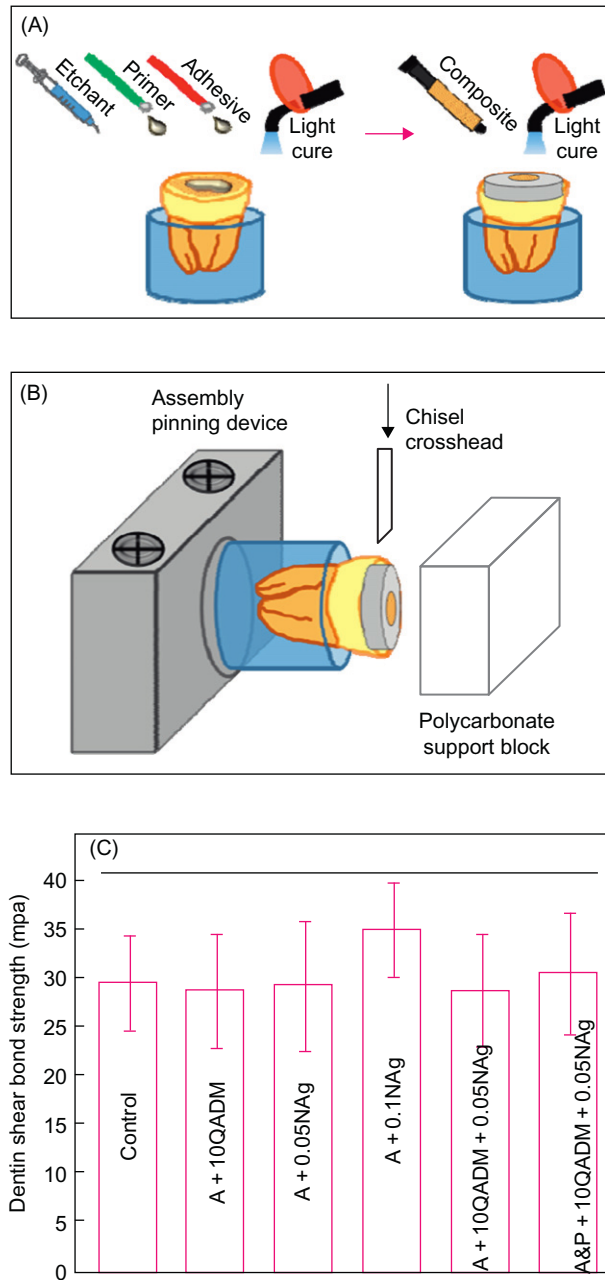 (A)
Etchant
Primer
Adhesive
Light
cure
Composite
Light
cure
(B)
Assembly
pinning device
Chisel
crosshead
Polycarbonate
support block
(C)
Dentin shear bond strength (mpa)
40
35
30
25
20
15
10
5
0
Control
A + 10QADM
A + 0.05NAg
A + 0.1NAg
A + 10QADM + 0.05NAg
A&P + 10QADM + 0.05NAg